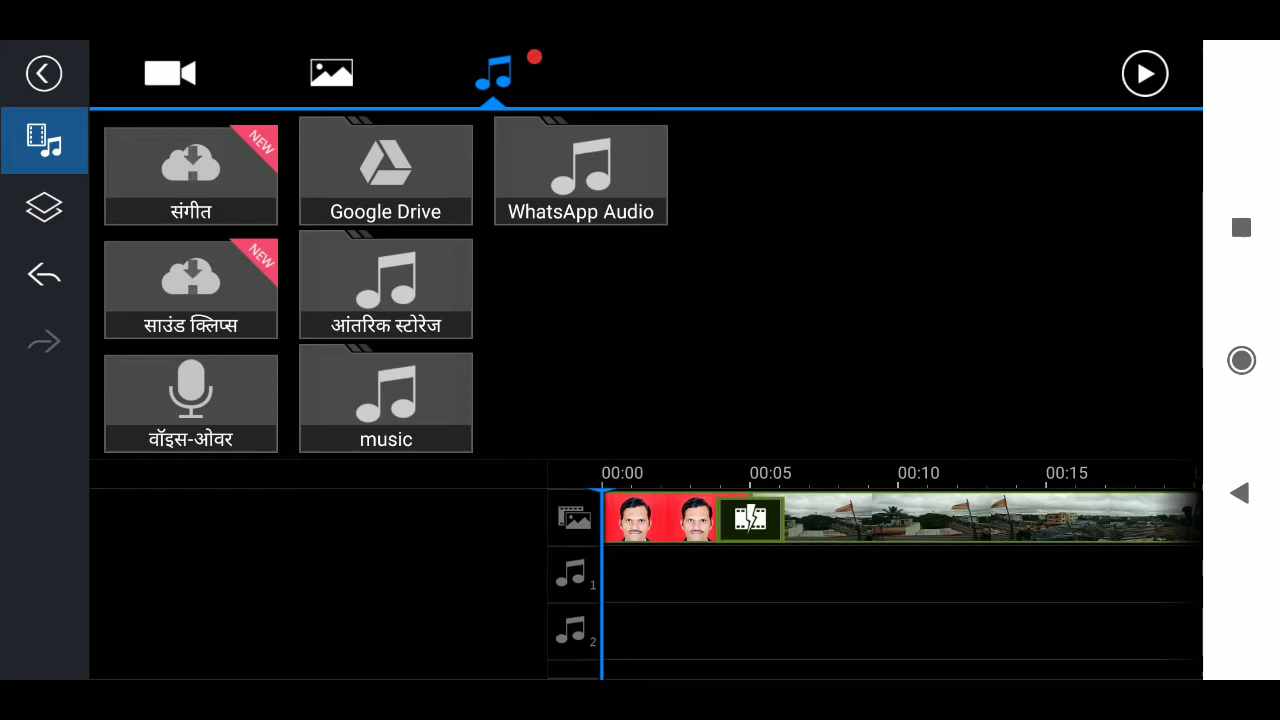 NEW
संगीत
Google Drive
WhatsApp Audio
NEW
साउंड क्लिप्स
आंतरिक स्टोरेज
वॉइस-ओवर
music
00:00 00:05 00:10 00:15
1
2